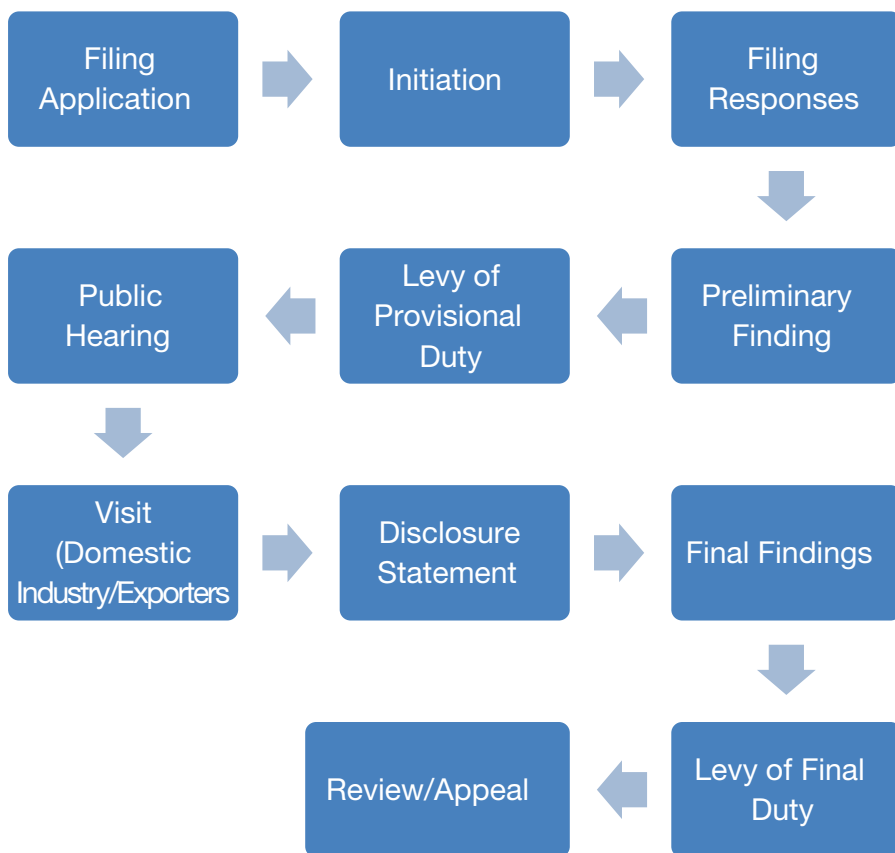 Filing
Application
Initiation
Filing
Responses
Preliminary
Finding
Levy of
Provisional
Duty
Public
Hearing
Visit
(Domestic
Industry/Exporters
Disclosure
Statement
Final Findings
Levy of Final
Duty
Review/Appeal